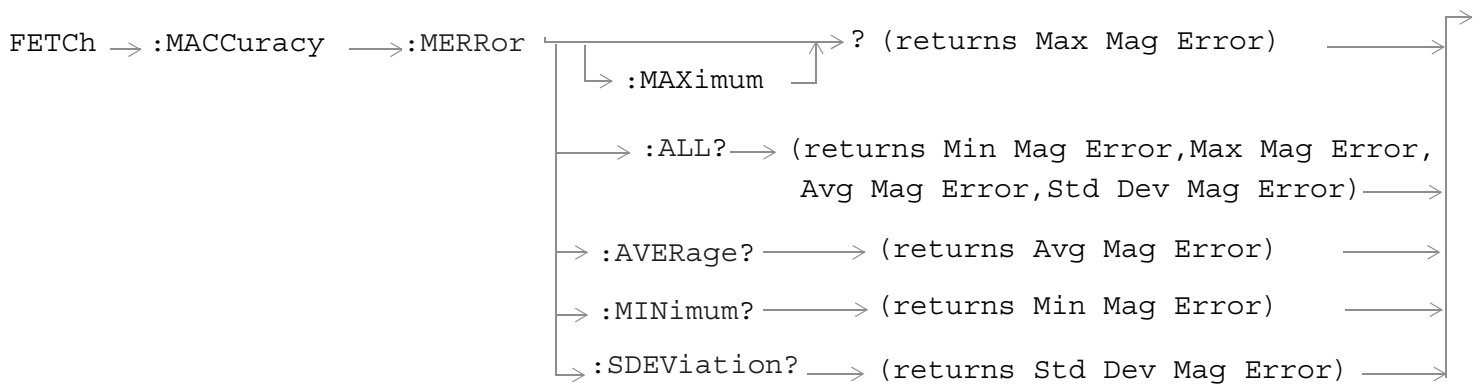 FETCh :MACCuracy :MERRor ? (returns Max Mag Error)
:MAXimum
:ALL? (returns Min Mag Error,Max Mag Error,
Avg Mag Error,Std Dev Mag Error)
:AVERage? (returns Avg Mag Error)
:MINimum? (returns Min Mag Error)
:SDEViation? (returns Std Dev Mag Error)